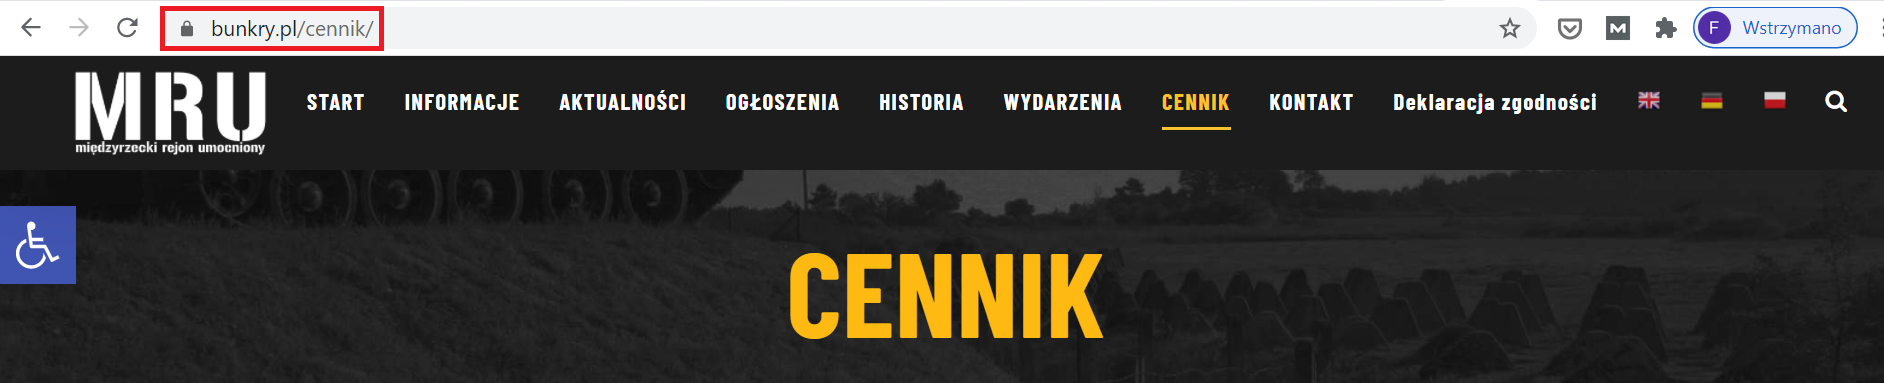 bunkry.pl/cennik/
F Wstrzymano
MRU
międzyrzecki rejon umocniony
START INFORMACJE AKTUALNOŚCI OGŁOSZENIA HISTORIA WYDARZENIA CENNIK KONTAKT Deklaracja zgodności
CENNIK